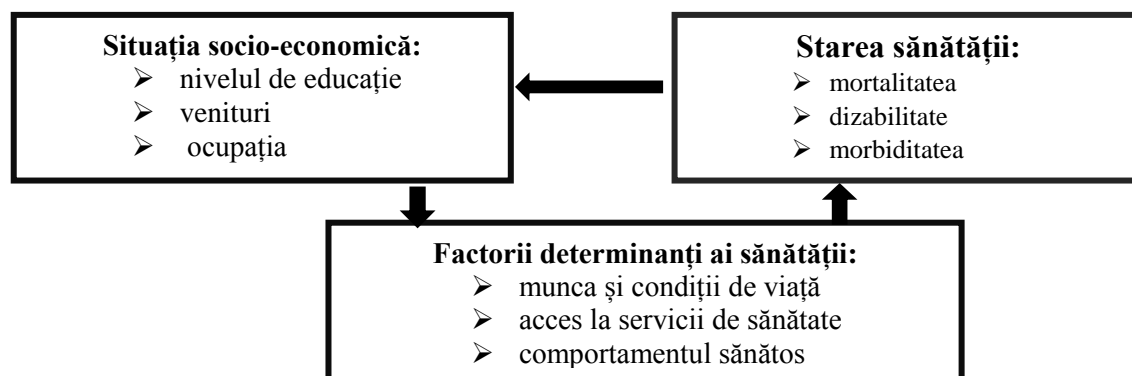 Situația socio-economică:
➢ nivelul de educație
➢ venituri
➢ ocupația
Starea sănătății:
➢ mortalitatea
➢ dizabilitate
➢ morbiditatea
Factorii determinanți ai sănătății:
➢ munca și condiții de viață
➢ acces la servicii de sănătate
➢ comportamentul sănătos